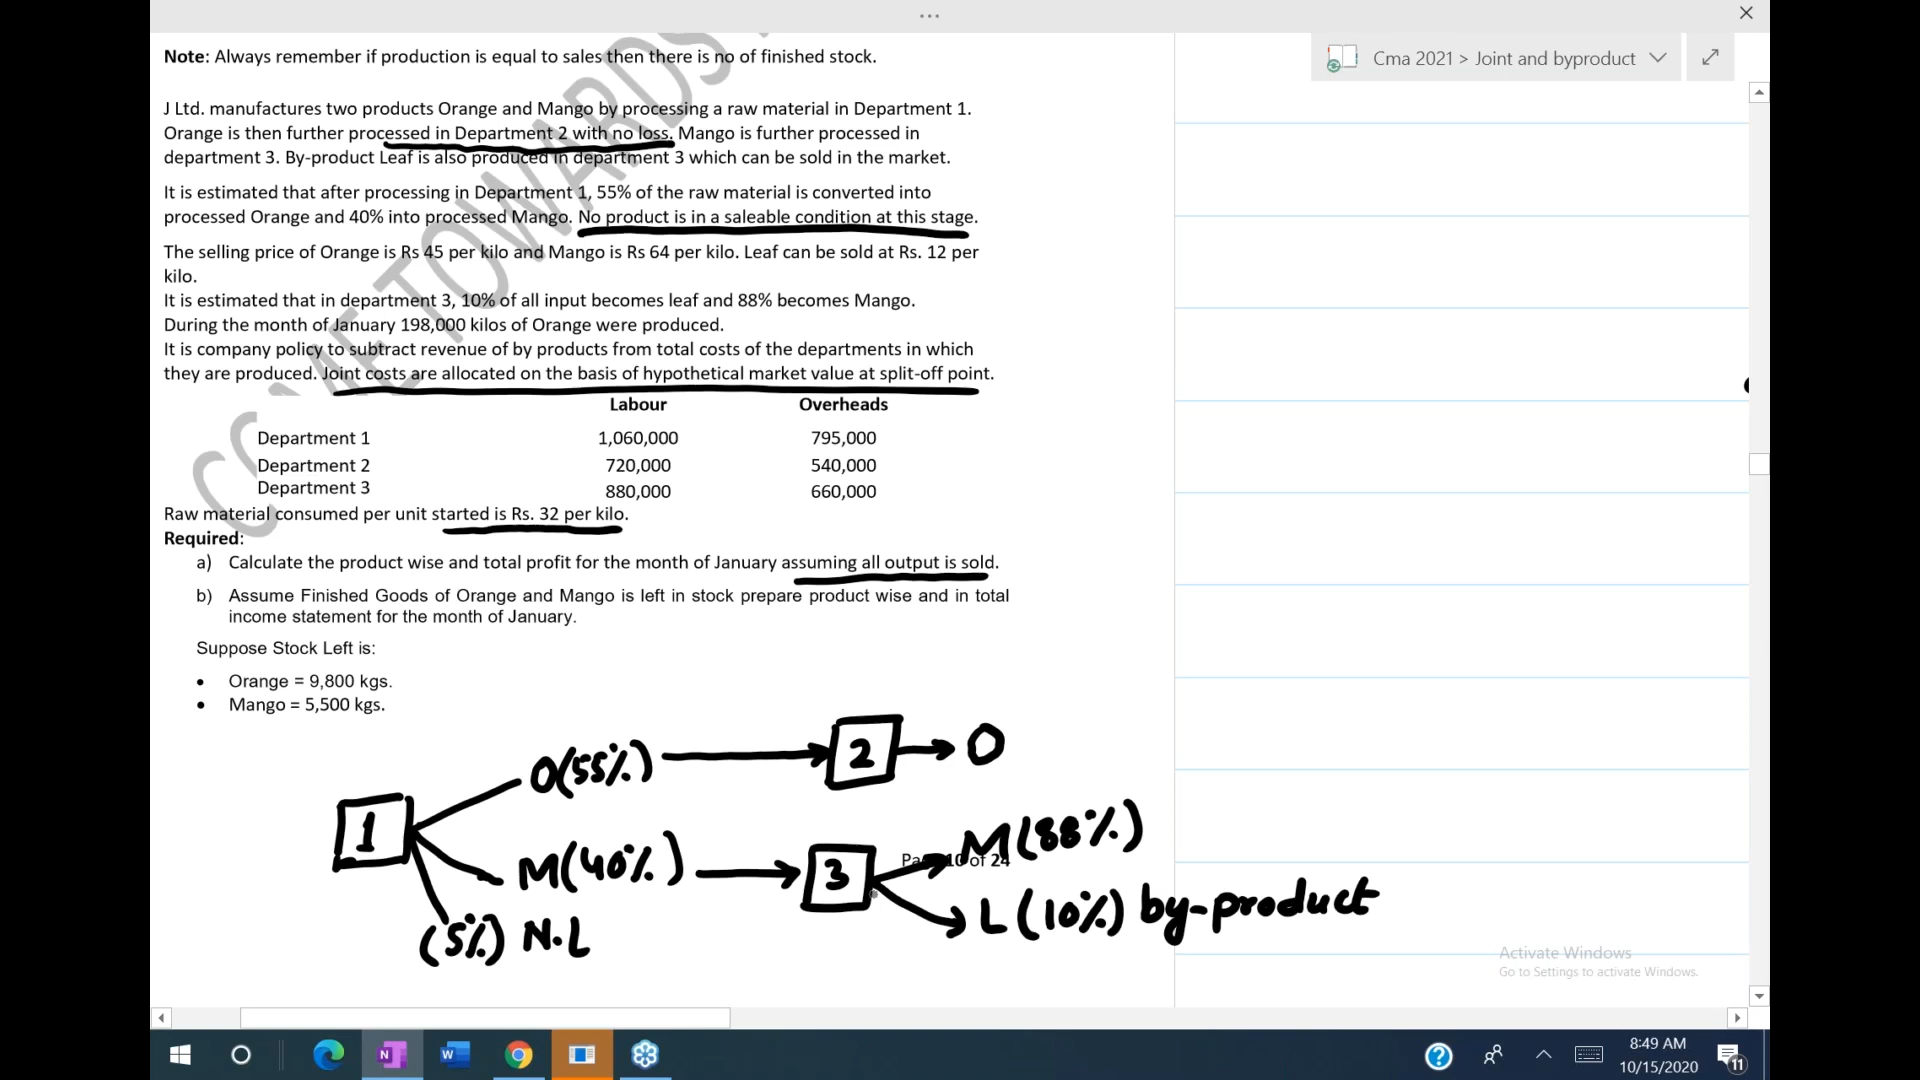 Note: Always remember if production is equal to sales then there is no of finished stock.
Cma 2021 > Joint and byproduct
J Ltd. manufactures two products Orange and Mango by processing a raw material in Department 1.
Orange is then further processed in Department 2 with no loss. Mango is further processed in
department 3. By-product Leaf is also produced in department 3 which can be sold in the market.
It is estimated that after processing in Department 1, 55% of the raw material is converted into
processed Orange and 40% into processed Mango. No product is in a saleable condition at this stage.
The selling price of Orange is Rs 45 per kilo and Mango is Rs 64 per kilo. Leaf can be sold at Rs. 12 per
kilo.
It is estimated that in department 3, 10% of all input becomes leaf and 88% becomes Mango.
During the month of January 198,000 kilos of Orange were produced.
It is company policy to subtract revenue of by products from total costs of the departments in which
they are produced. Joint costs are allocated on the basis of hypothetical market value at split-off point.
Labour Overheads
Department 1 1,060,000 795,000
Department 2 720,000 540,000
Department 3 880,000 660,000
Raw material consumed per unit started is Rs. 32 per kilo.
Required:
a) Calculate the product wise and total profit for the month of January assuming all output is sold.
b) Assume Finished Goods of Orange and Mango is left in stock prepare product wise and in total
income statement for the month of January.
Suppose Stock Left is:
• Orange = 9,800 kgs.
• Mango = 5,500 kgs.
O(55%) 2 O
1
M(40%) 3 M(88%)
10 of 24
L (10%) by-product
(5%) N.L
COME TOWARDS
Activate Windows
Go to Settings to activate Windows.
8:49 AM
10/15/2020
11